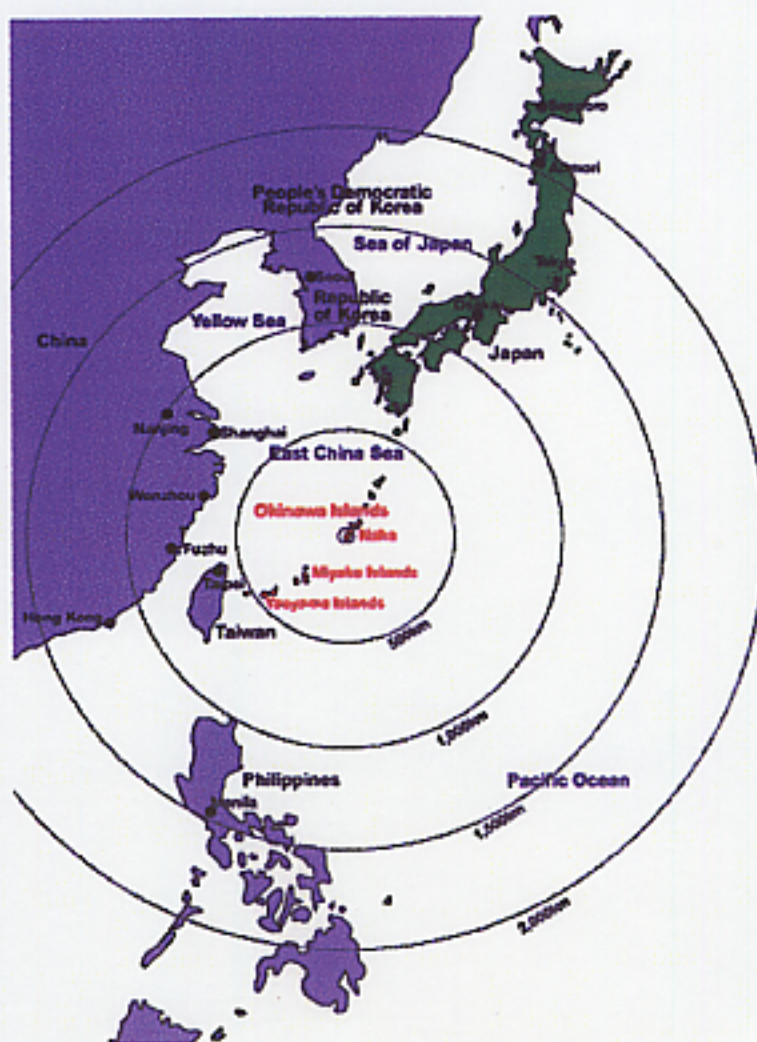 Sapporo
Aomori
People's Democratic
Republic of Korea
Sea of Japan
Tokyo
Seoul
Republic
of Korea
Yellow Sea
China
Japan
Nanjing
Shanghai
East China Sea
Wenzhou
Okinawa Islands
Naha
Fuzhu
Miyako Islands
Taipei
Yaeyama Islands
Hong Kong
Taiwan
500km
1,000km
Philippines
Pacific Ocean
Manila
1,500km
2,000km